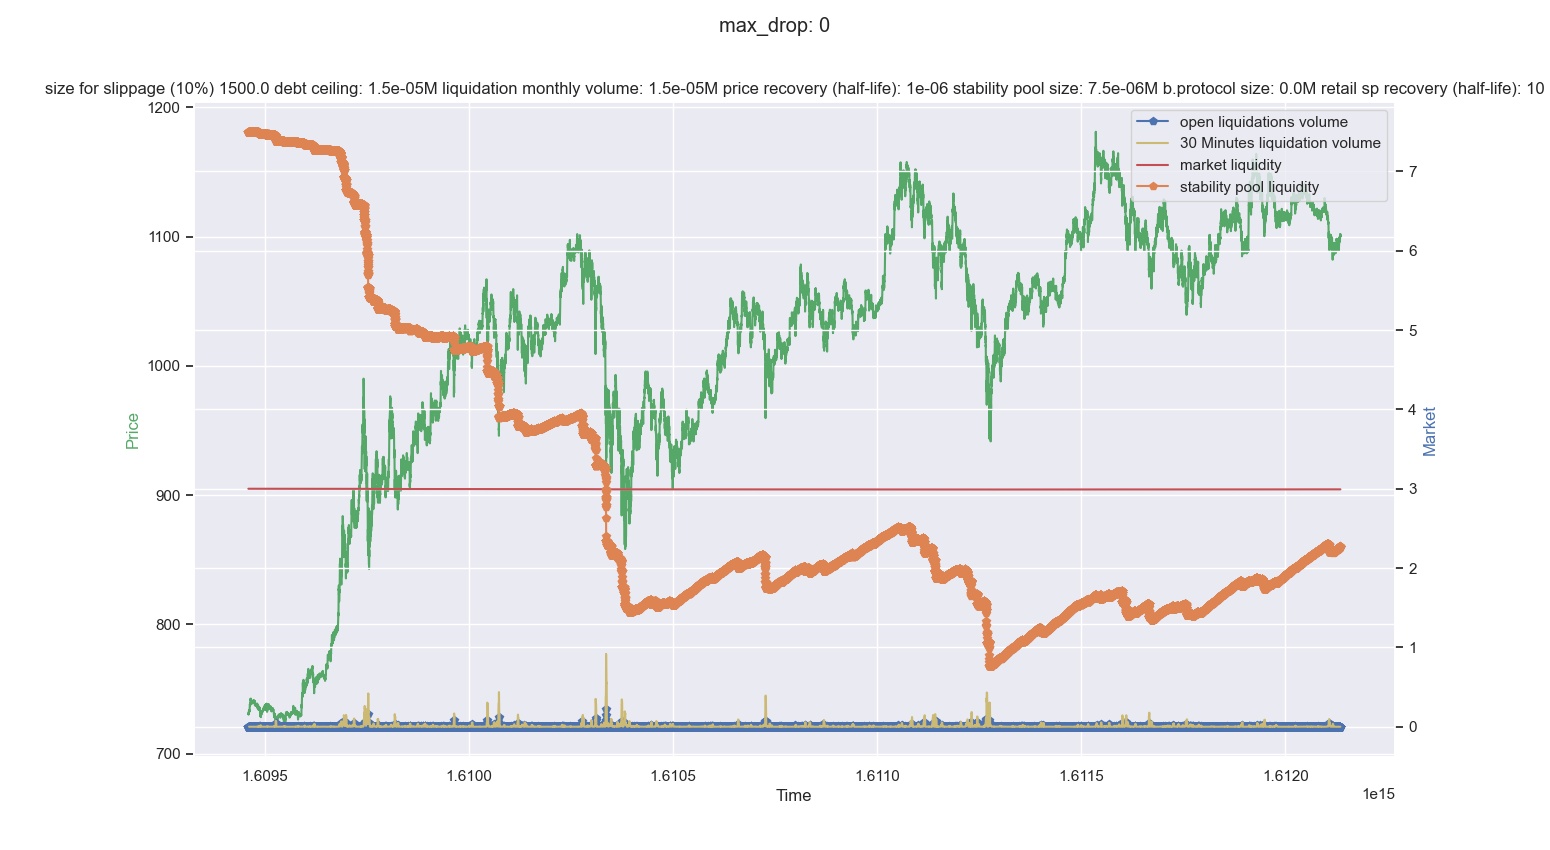 max_drop: 0
size for slippage (10%) 1500.0 debt ceiling: 1.5e-05M liquidation monthly volume: 1.5e-05M price recovery (half-life): 1e-06 stability pool size: 7.5e-06M b.protocol size: 0.0M retail sp recovery (half-life): 10
open liquidations volume
30 Minutes liquidation volume
market liquidity
stability pool liquidity
1200
1100
1000
900
800
700
Price
7
6
5
4
3
2
1
0
Market
1.6095 1.6100 1.6105 1.6110 1.6115 1.6120
1e15
Time